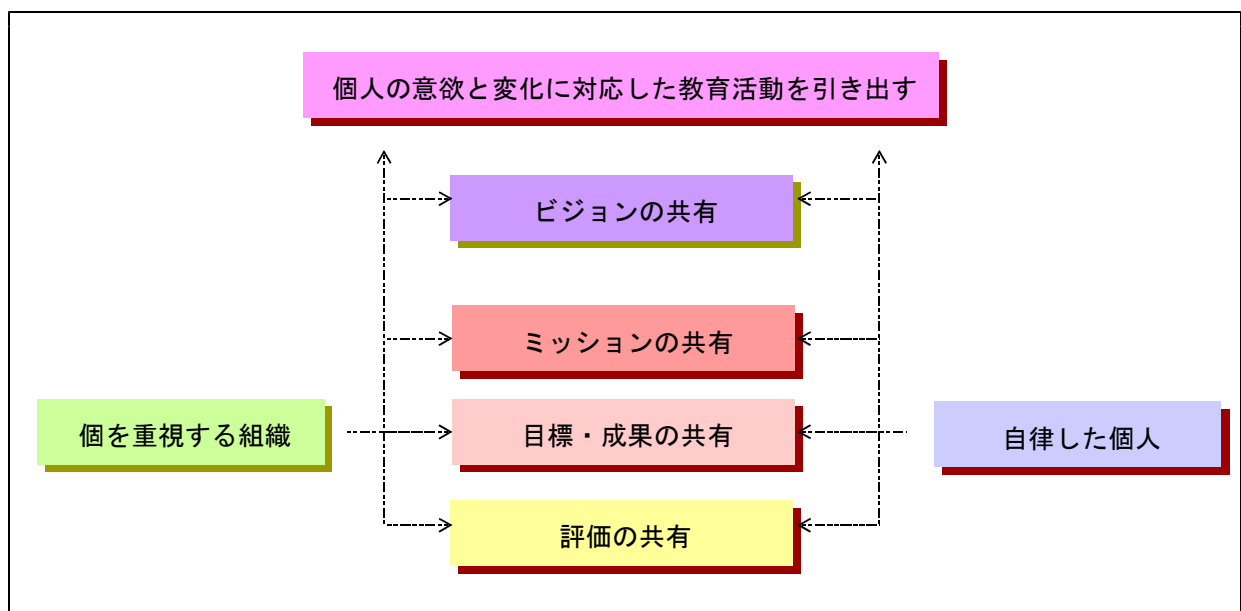 個人の意欲と変化に対応した教育活動を引き出す
ビジョンの共有
ミッションの共有
個を重視する組織
目標・成果の共有
自律した個人
評価の共有